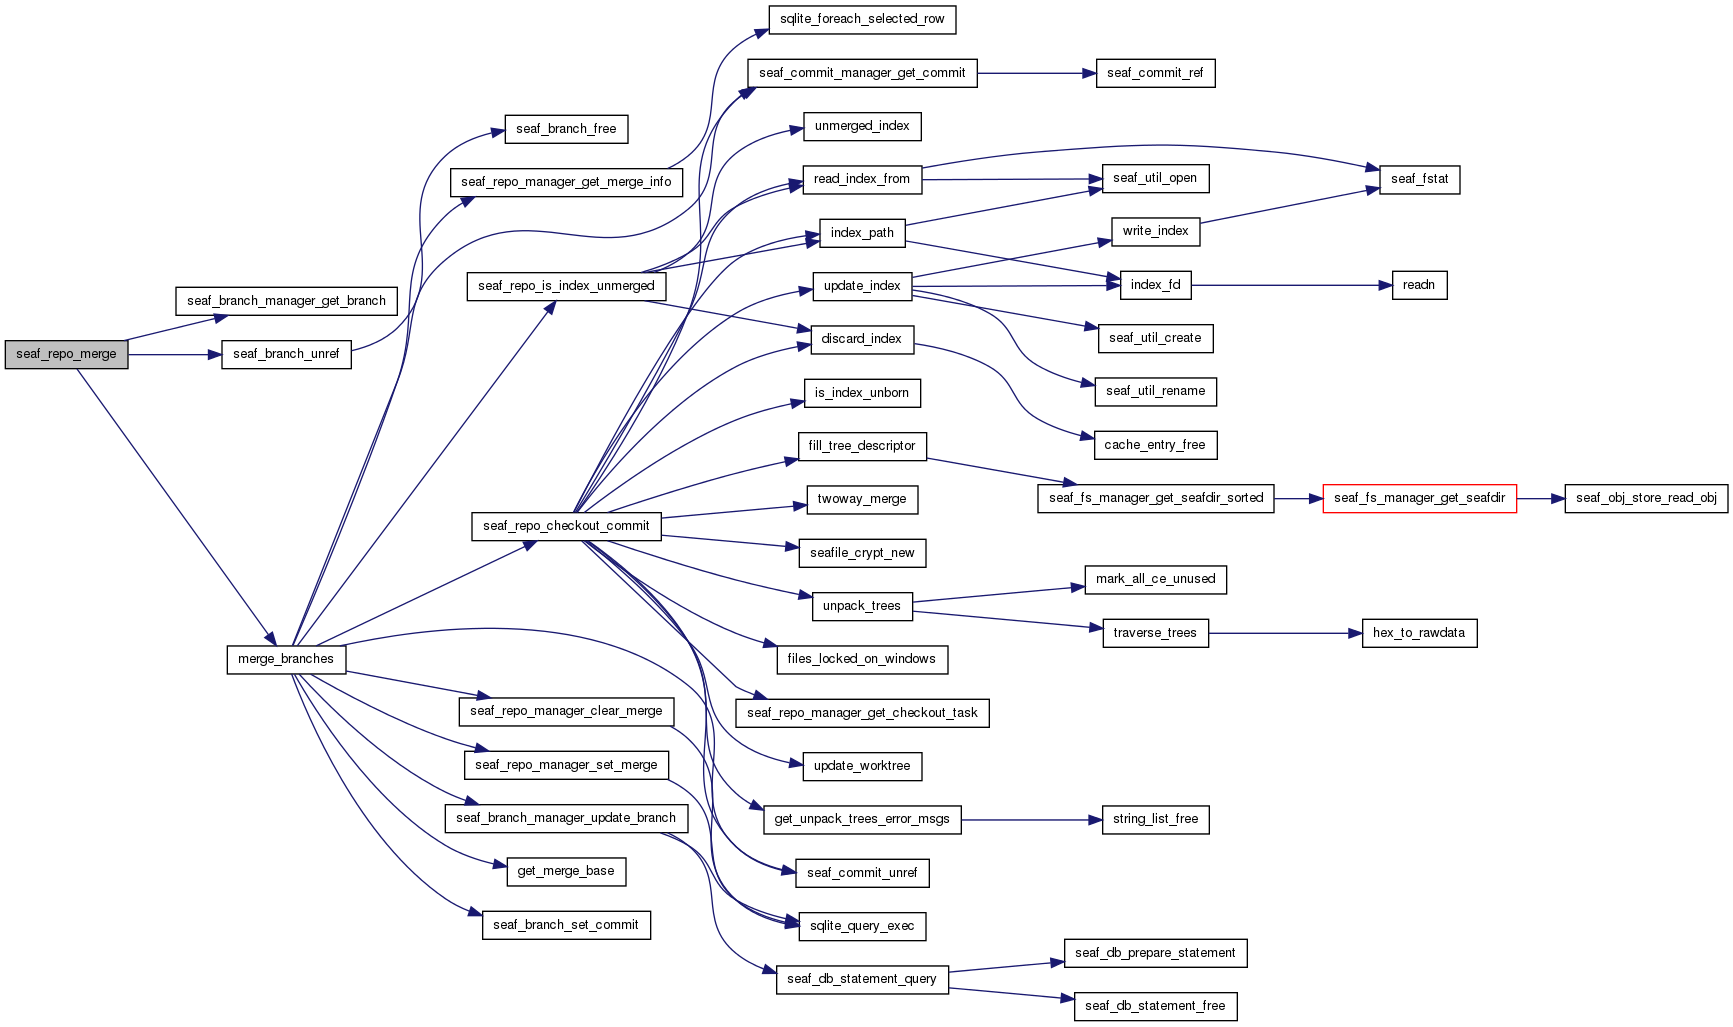 sqlite_foreach_selected_row
seaf_commit_manager_get_commit
seaf_commit_ref
seaf_branch_free
unmerged_index
seaf_repo_manager_get_merge_info
read_index_from
seaf_util_open
seaf_fstat
index_path
write_index
seaf_repo_is_index_unmerged
update_index
index_fd
readn
seaf_branch_manager_get_branch
discard_index
seaf_util_create
seaf_repo_merge
seaf_branch_unref
is_index_unborn
seaf_util_rename
fill_tree_descriptor
cache_entry_free
twoway_merge
seaf_fs_manager_get_seafdir_sorted
seaf_fs_manager_get_seafdir
seaf_obj_store_read_obj
seaf_repo_checkout_commit
seafile_crypt_new
mark_all_ce_unused
unpack_trees
traverse_trees
hex_to_rawdata
merge_branches
files_locked_on_windows
seaf_repo_manager_clear_merge
seaf_repo_manager_get_checkout_task
seaf_repo_manager_set_merge
update_worktree
seaf_branch_manager_update_branch
get_unpack_trees_error_msgs
string_list_free
get_merge_base
seaf_commit_unref
seaf_branch_set_commit
sqlite_query_exec
seaf_db_prepare_statement
seaf_db_statement_query
seaf_db_statement_free